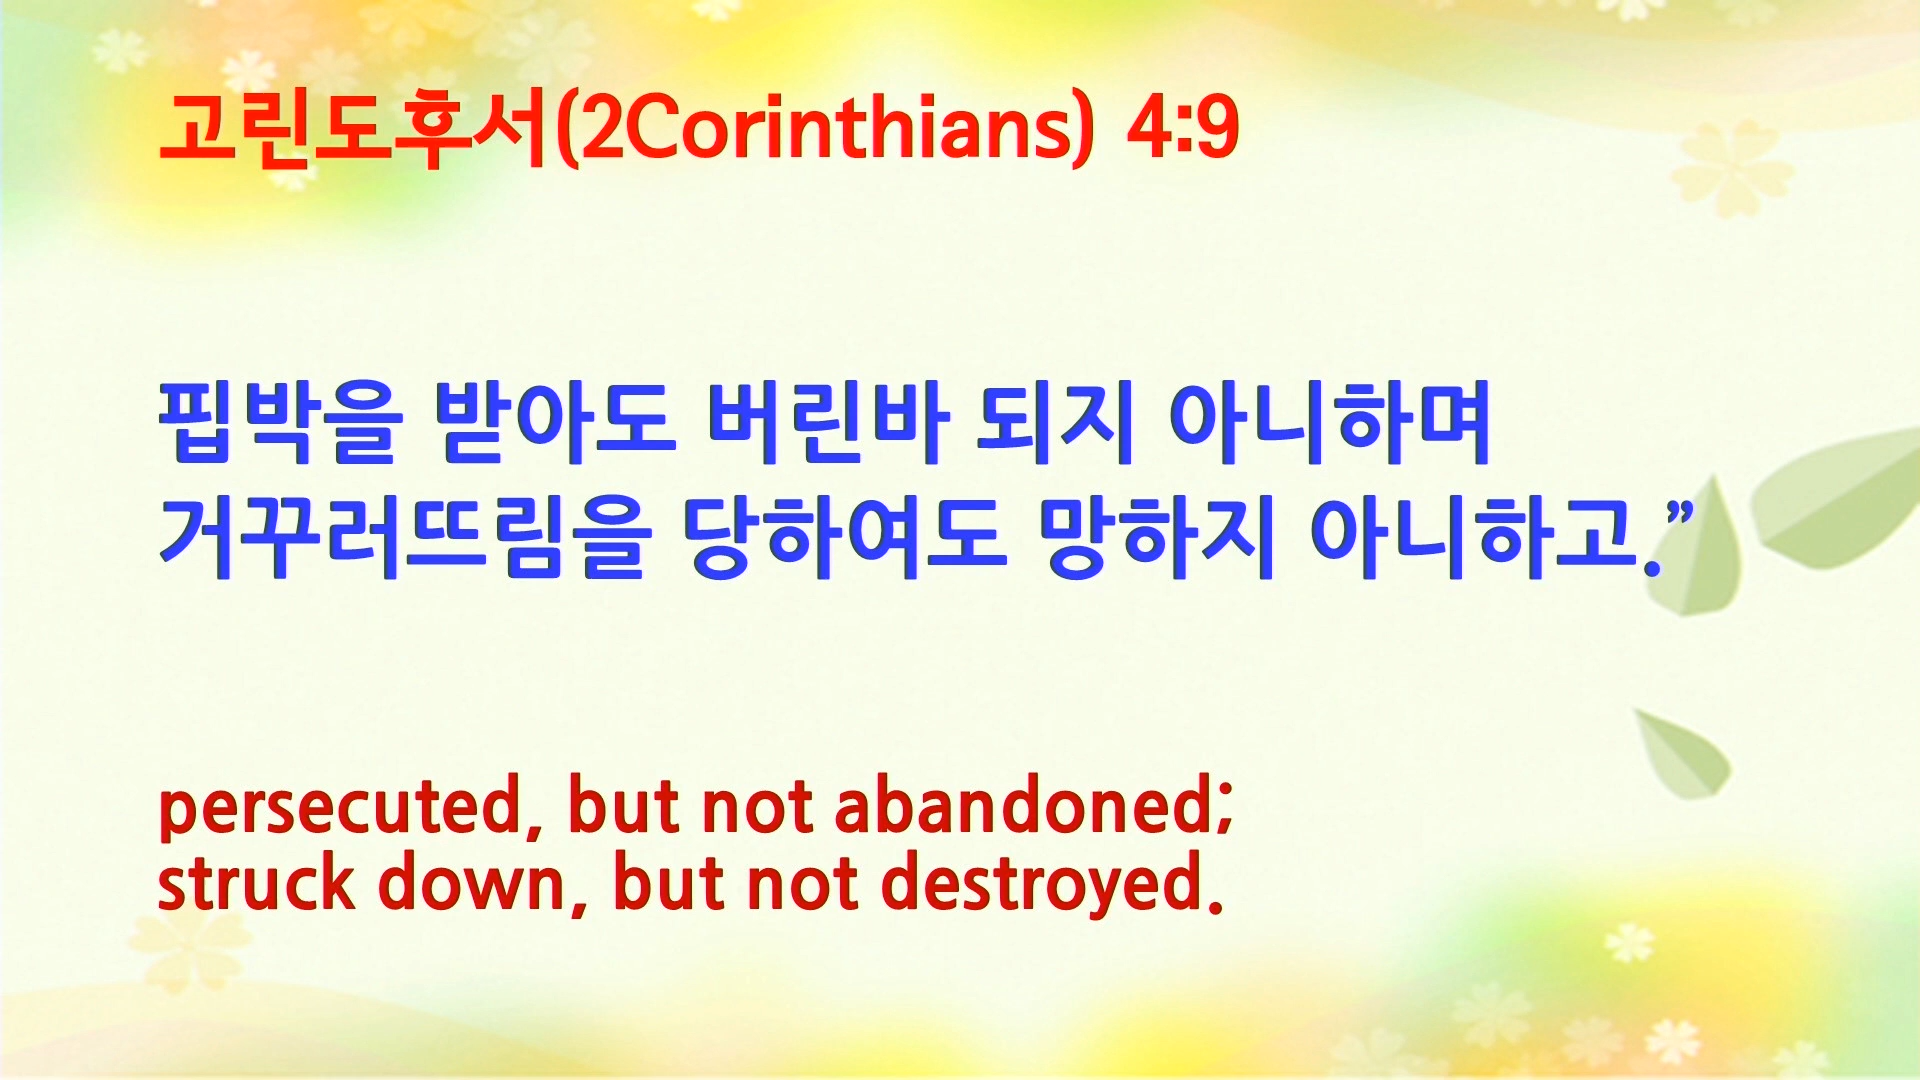 고린도후서(2Corinthians) 4:9
핍박을 받아도 버린바 되지 아니하며
거꾸러뜨림을 당하여도 망하지 아니하고.”
persecuted, but not abandoned;
struck down, but not destroyed.